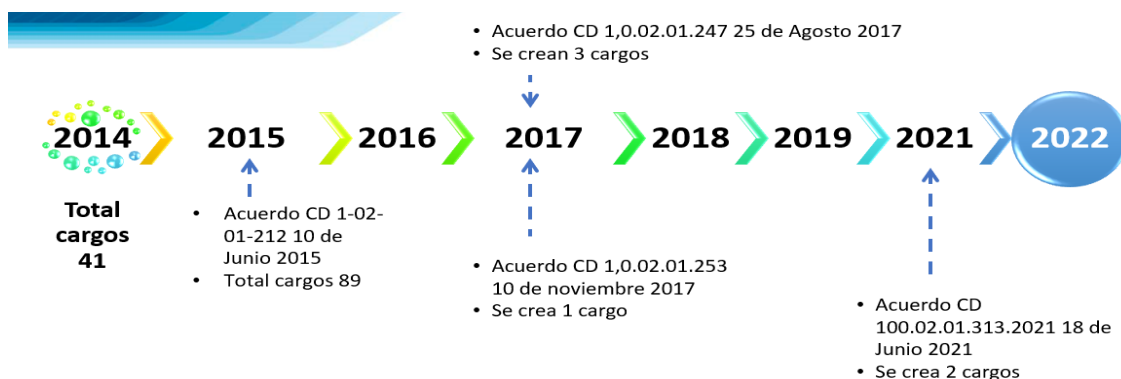 • Acuerdo CD 1,0.02.01.247 25 de Agosto 2017
• Se crean 3 cargos
2014
2015
2016
2017
2018
2019
2021
2022
Total
cargos
41
• Acuerdo CD 1-02-
01-212 10 de
Junio 2015
• Total cargos 89
• Acuerdo CD 1,0.02.01.253
10 de noviembre 2017
• Se crea 1 cargo
• Acuerdo CD
100.02.01.313.2021 18 de
Junio 2021
• Se crea 2 cargos